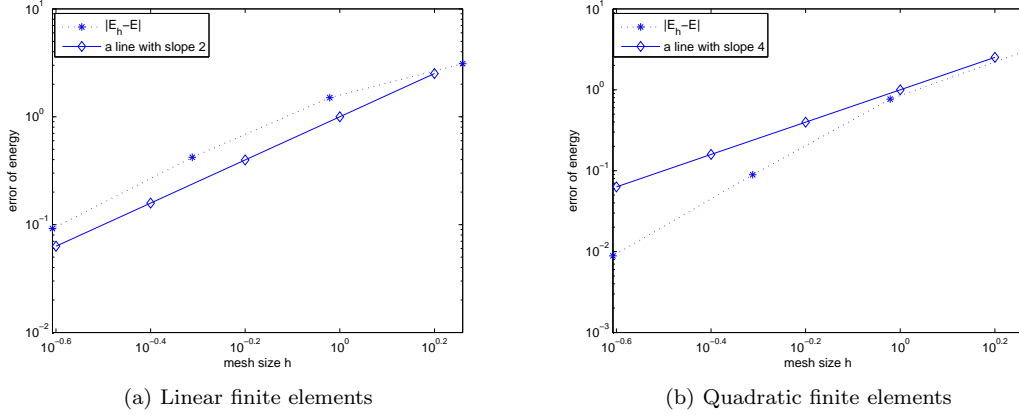 |E_h−E|
a line with slope 2
10^1
10^0
10^−1
10^−2
error of energy
10^−0.6
10^−0.4
10^−0.2
10^0
10^0.2
mesh size h
(a) Linear finite elements
|E_h−E|
a line with slope 4
10^1
10^0
10^−1
10^−2
10^−3
error of energy
10^−0.6
10^−0.4
10^−0.2
10^0
10^0.2
mesh size h
(b) Quadratic finite elements